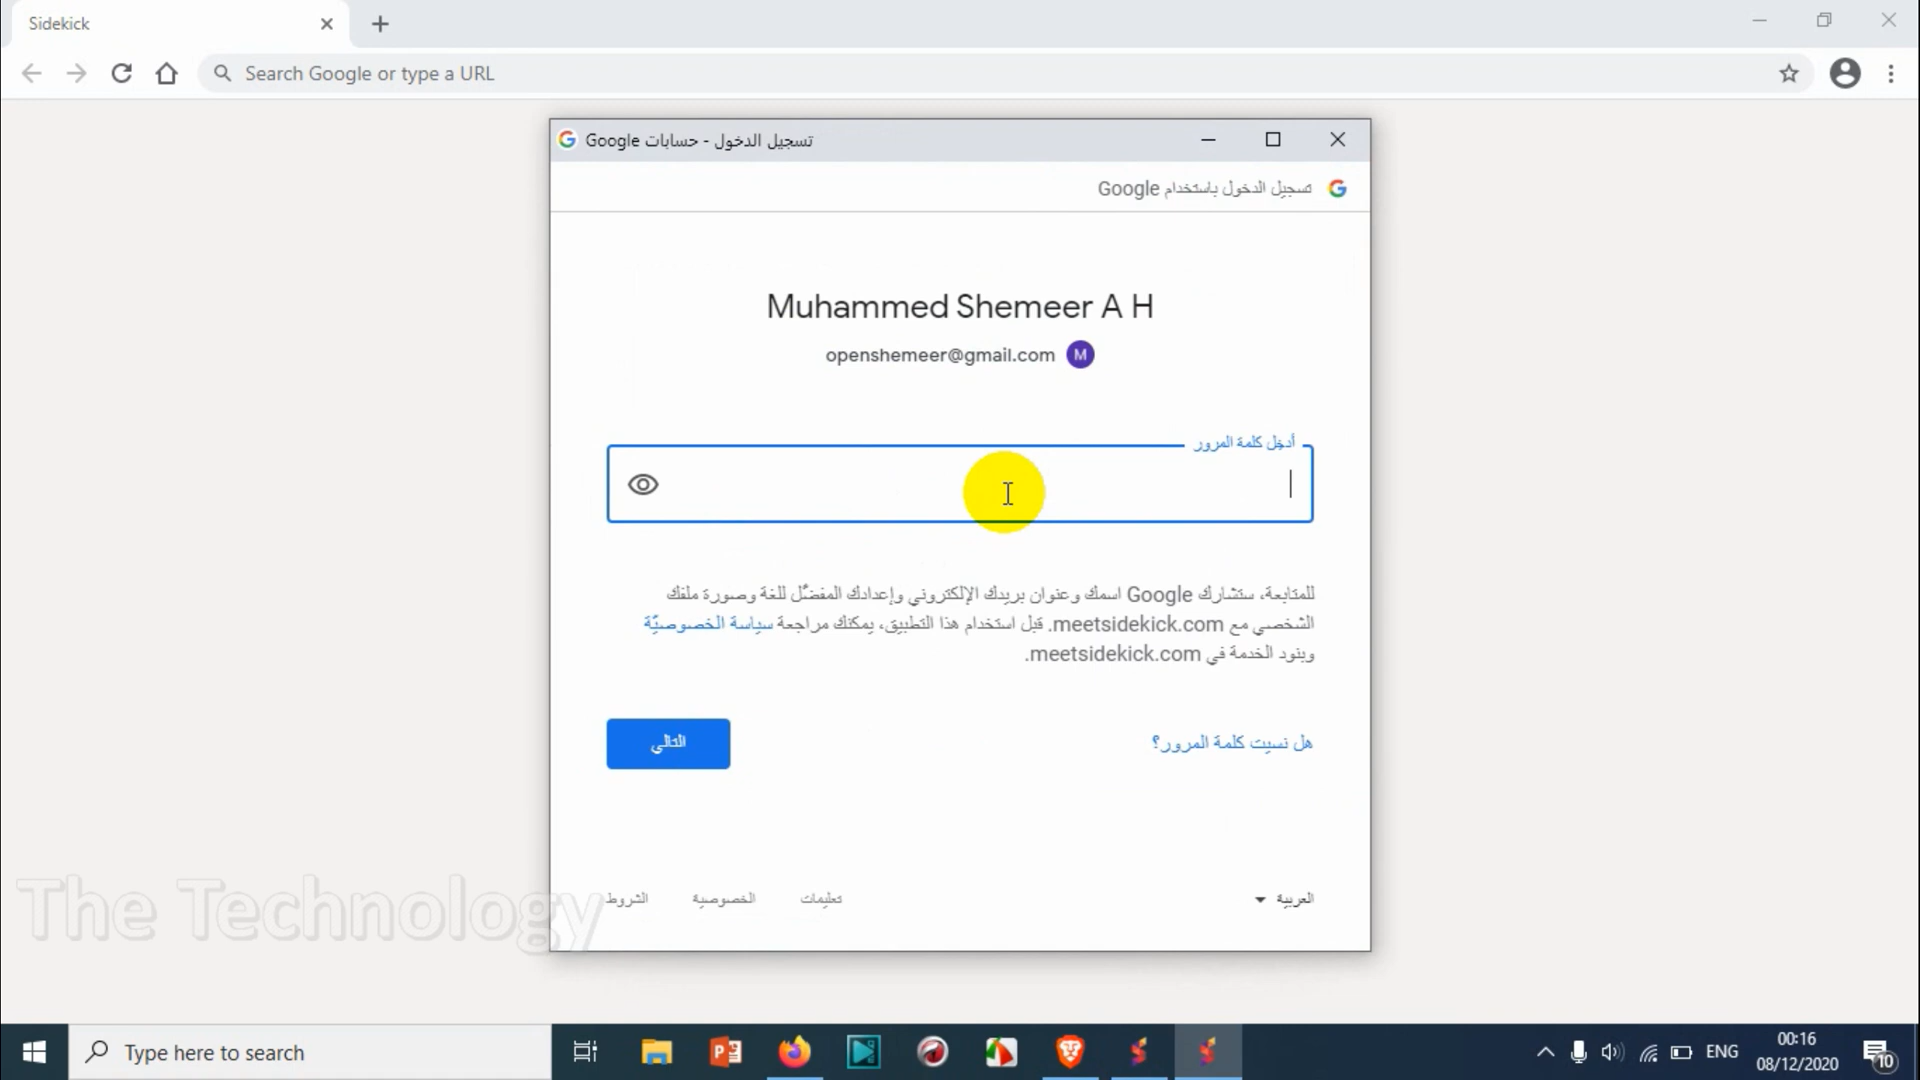 Sidekick
Search Google or type a URL
تسجيل الدخول - حسابات Google
تسجيل الدخول باستخدام Google
Muhammed Shemeer A H
openshemeer@gmail.com M
أدخِل كلمة المرور
للمتابعة، ستشارك Google اسمك وعنوان بريدك الإلكتروني وإعدادك المفضّل للغة وصورة ملفك
الشخصي مع meetsidekick.com. قبل استخدام هذا التطبيق، يمكنك مراجعة سياسة الخصوصيّة
وبنود الخدمة في meetsidekick.com.
هل نسيت كلمة المرور؟
التالي
العربية
تعليمات
الخصوصية
الشروط
The Technology
Type here to search
ENG
00:16
08/12/2020
10